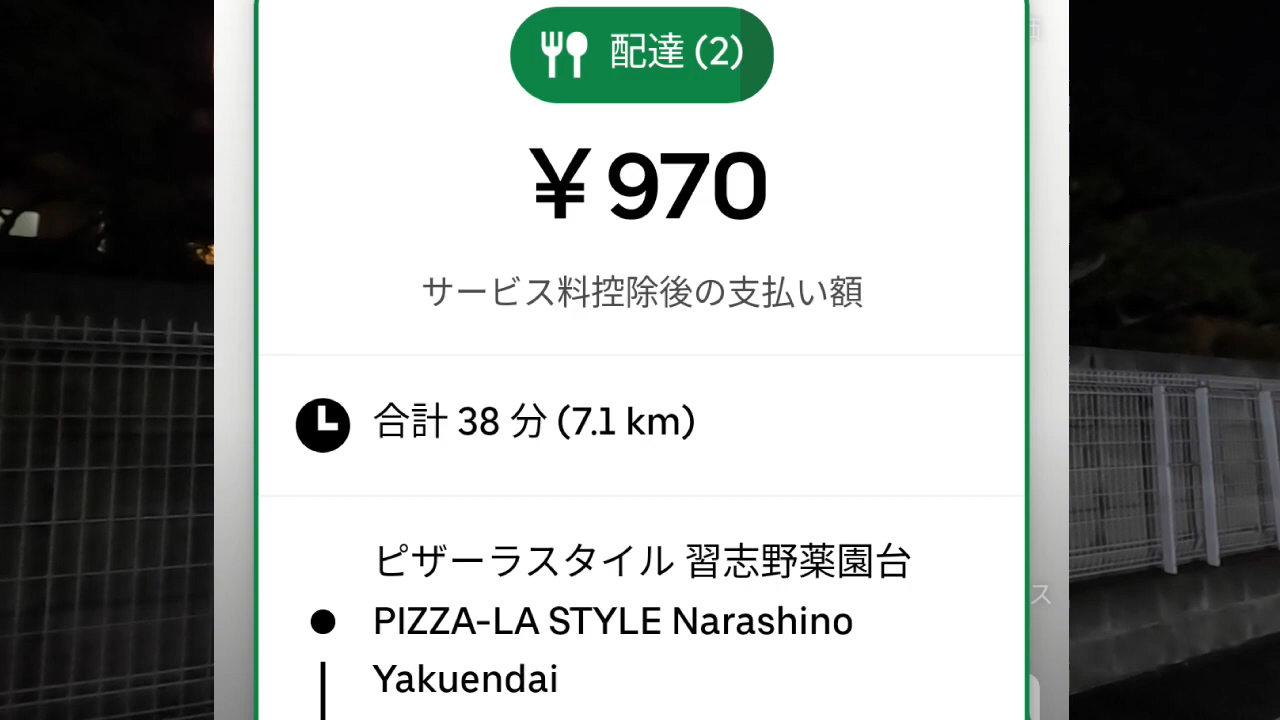 配達 (2)
¥970
サービス料控除後の支払い額
合計 38 分 (7.1 km)
ピザーラスタイル 習志野薬園台
PIZZA-LA STYLE Narashino
Yakuendai
ス